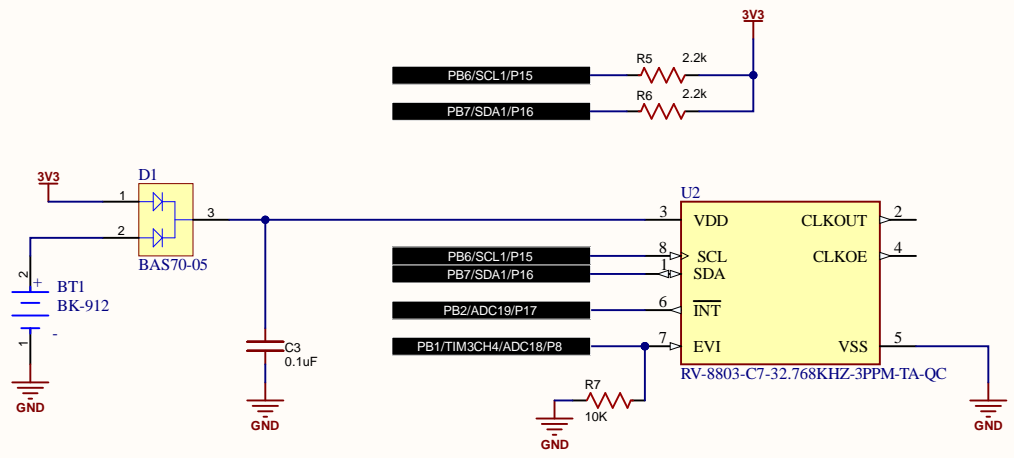 3V3
R5
2.2k
PB6/SCL1/P15
R6
2.2k
PB7/SDA1/P16
3V3
D1
1
2
3
BAS70-05
2
+
BT1
BK-912
-
1
GND
C3
0.1uF
GND
U2
3
VDD
CLKOUT
2
PB6/SCL1/P15
8
SCL
CLKOE
4
PB7/SDA1/P16
1
SDA
PB2/ADC19/P17
6
INT
PB1/TIM3CH4/ADC18/P8
7
EVI
VSS
5
RV-8803-C7-32.768KHZ-3PPM-TA-QC
R7
10K
GND
GND